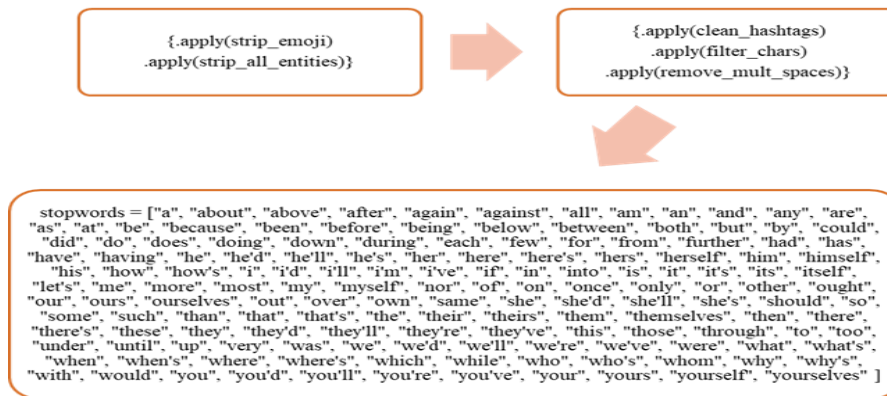 {.apply(strip_emoji)
.apply(strip_all_entities)}
{.apply(clean_hashtags)
.apply(filter_chars)
.apply(remove_mult_spaces)}
stopwords = ["a", "about", "above", "after", "again", "against", "all", "am", "an", "and", "any", "are",
"as", "at", "be", "because", "been", "before", "being", "below", "between", "both", "but", "by", "could",
"did", "do", "does", "doing", "down", "during", "each", "few", "for", "from", "further", "had", "has",
"have", "having", "he", "he'd", "he'll", "he's", "her", "here", "here's", "hers", "herself", "him", "himself",
"his", "how", "how's", "i", "i'd", "i'll", "i'm", "i've", "if", "in", "into", "is", "it", "it's", "its", "itself",
"let's", "me", "more", "most", "my", "myself", "nor", "of", "on", "once", "only", "or", "other", "ought",
"our", "ours", "ourselves", "out", "over", "own", "same", "she", "she'd", "she'll", "she's", "should", "so",
"some", "such", "than", "that", "that's", "the", "their", "theirs", "them", "themselves", "then", "there",
"there's", "these", "they", "they'd", "they'll", "they're", "they've", "this", "those", "through", "to", "too",
"under", "until", "up", "very", "was", "we", "we'd", "we'll", "we're", "we've", "were", "what", "what's",
"when", "when's", "where", "where's", "which", "while", "who", "who's", "whom", "why", "why's",
"with", "would", "you", "you'd", "you'll", "you're", "you've", "your", "yours", "yourself", "yourselves" ]